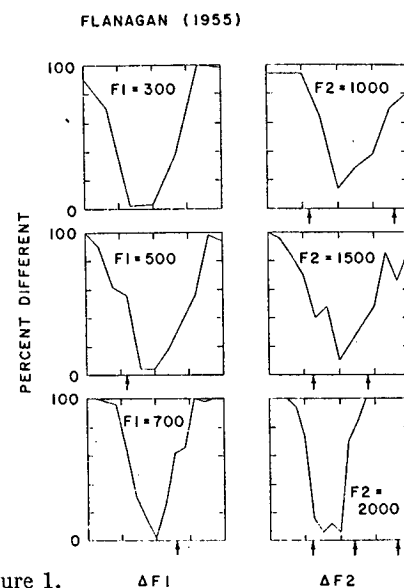 FLANAGAN (1955)
PERCENT DIFFERENT
100
0
F1 = 300
F2 = 1000
100
0
F1 = 500
F2 = 1500
100
0
F1 = 700
F2 =
2000
ure 1.
ΔF1
ΔF2